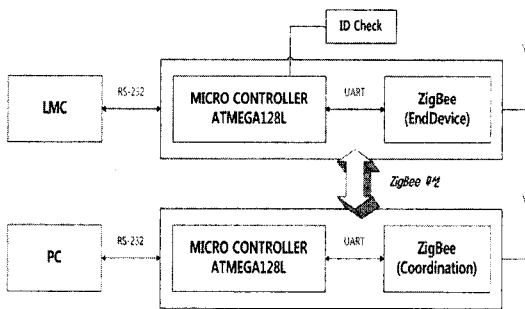 ID Check
LMC
RS-232
MICRO CONTROLLER
ATMEGA128L
UART
ZigBee
(EndDevice)
ZigBee
PC
RS-232
MICRO CONTROLLER
ATMEGA128L
UART
ZigBee
(Coordination)